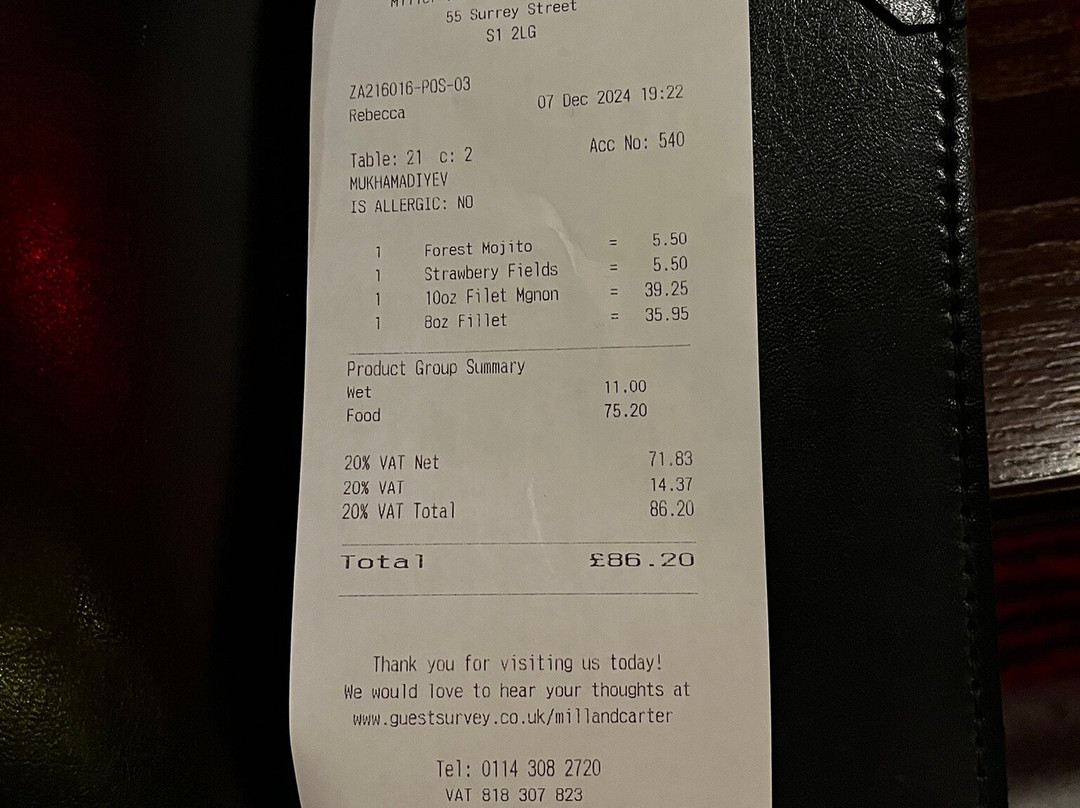 55 Surrey Street
S1 2LG
ZA216016-POS-03
Rebecca
07 Dec 2024 19:22
Table: 21 c: 2
Acc No: 540
MUKHAMADIYEV
IS ALLERGIC: NO
1 Forest Mojito = 5.50
1 Strawbery Fields = 5.50
1 10oz Filet Mgnon = 39.25
1 8oz Fillet = 35.95
Product Group Summary
Wet 11.00
Food 75.20
20% VAT Net 71.83
20% VAT 14.37
20% VAT Total 86.20
Total £86.20
Thank you for visiting us today!
We would love to hear your thoughts at
www.guestsurvey.co.uk/millandcarter
Tel: 0114 308 2720
VAT 818 307 823